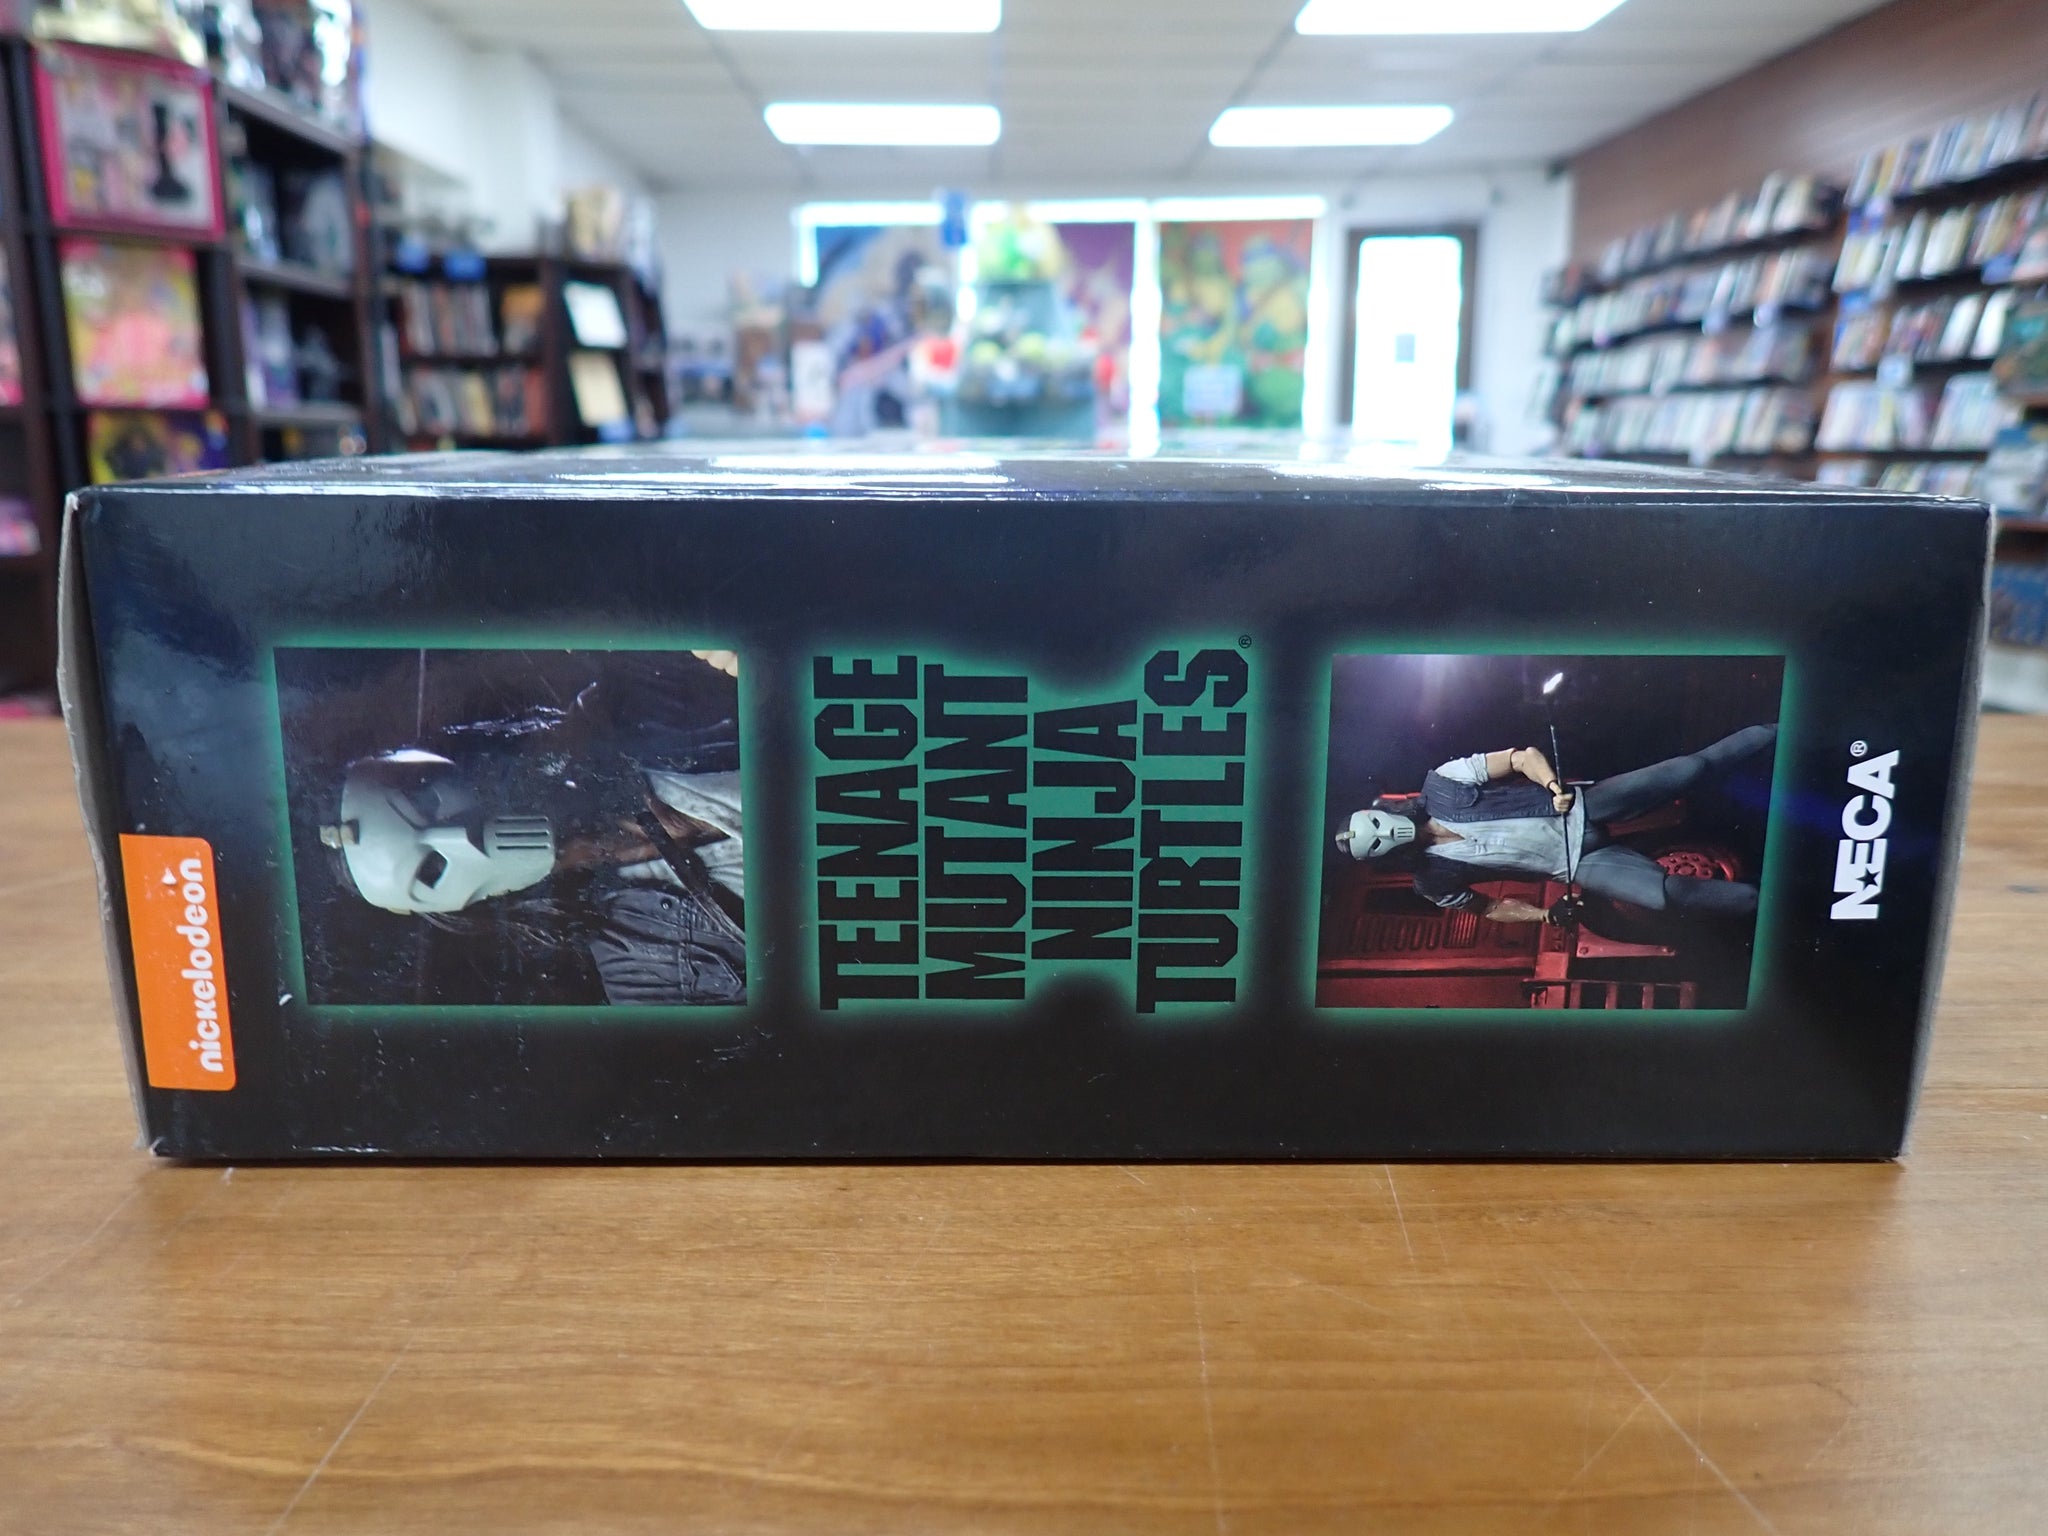 nickelodeon
TEENAGE
MUTANT
NINJA
TURTLES®
NECA®